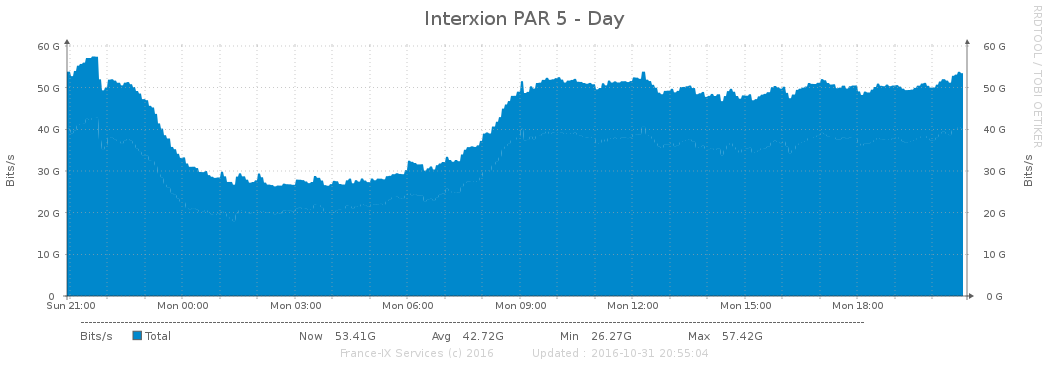 Interxion PAR 5 - Day
RRDTOOL / TOBI OETIKER
60 G 60 G
50 G 50 G
40 G 40 G
30 G 30 G
20 G 20 G
10 G 10 G
0 0 G
Bits/s
Bits/s
Sun 21:00 Mon 00:00 Mon 03:00 Mon 06:00 Mon 09:00 Mon 12:00 Mon 15:00 Mon 18:00
Bits/s Total Now 53.41G Avg 42.72G Min 26.27G Max 57.42G
France-IX Services (c) 2016 Updated : 2016-10-31 20:55:04